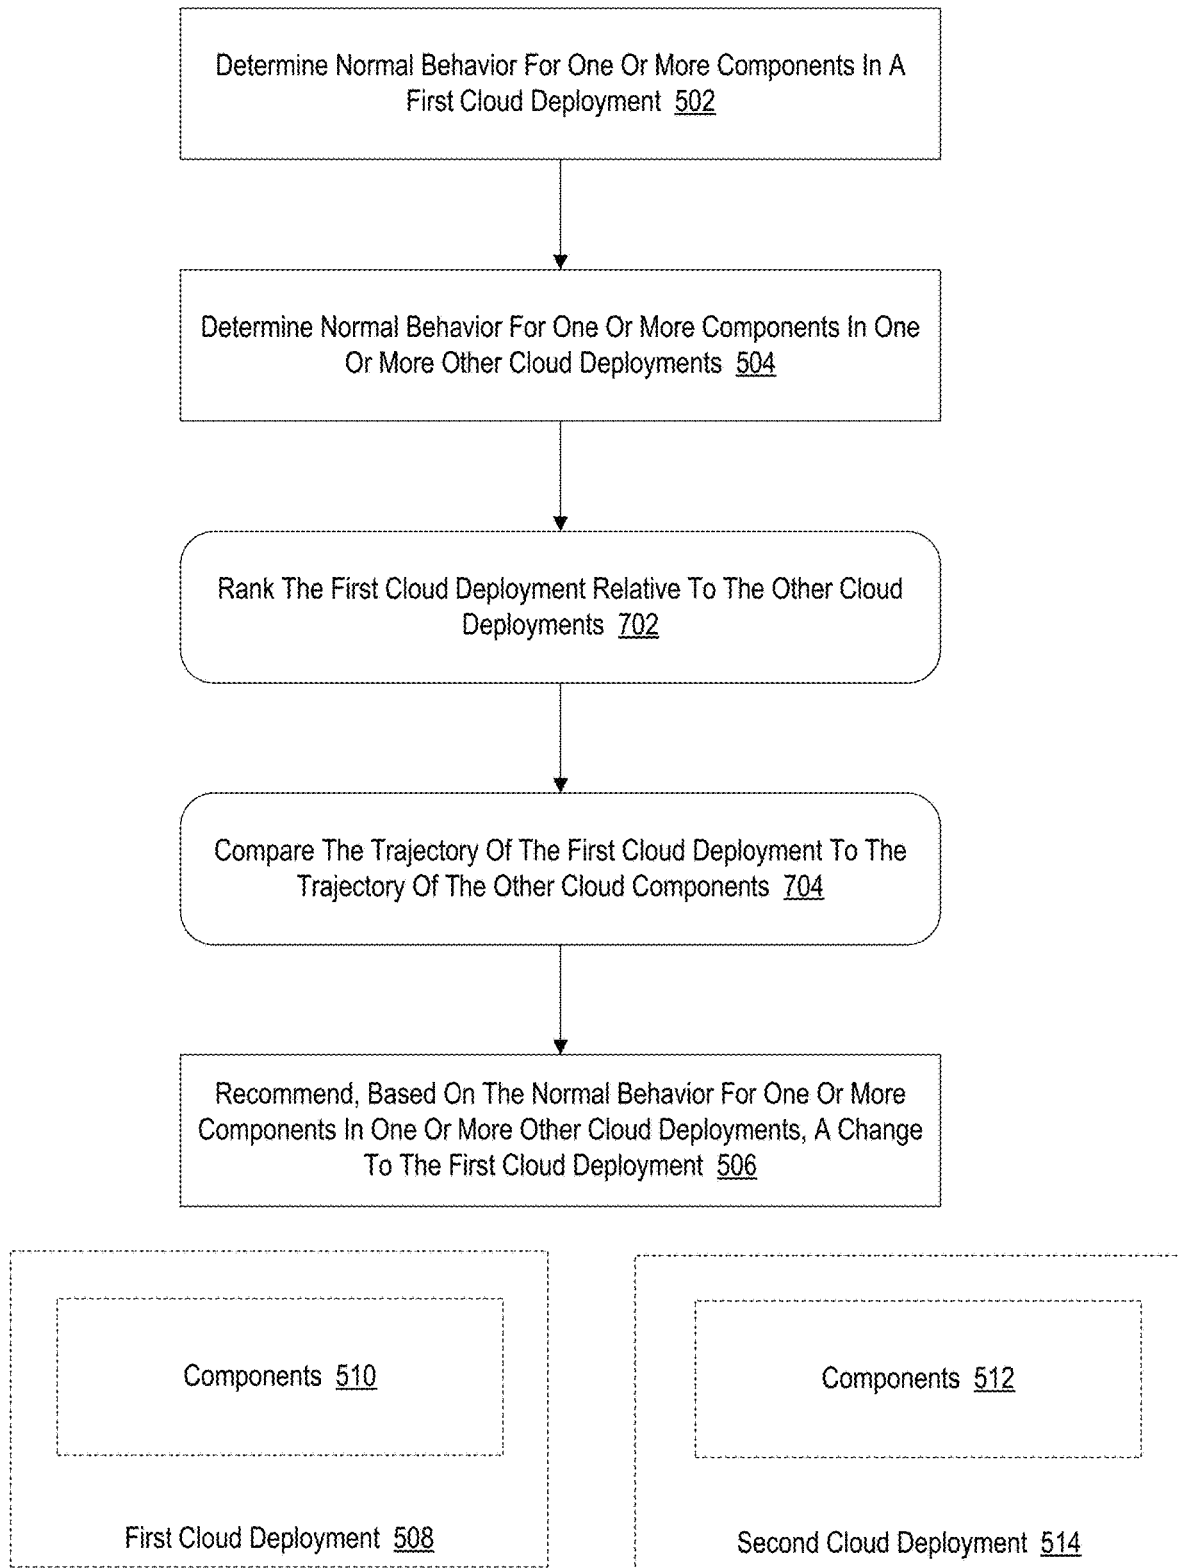 Determine Normal Behavior For One Or More Components In A
First Cloud Deployment 502
Determine Normal Behavior For One Or More Components In One
Or More Other Cloud Deployments 504
Rank The First Cloud Deployment Relative To The Other Cloud
Deployments 702
Compare The Trajectory Of The First Cloud Deployment To The
Trajectory Of The Other Cloud Components 704
Recommend, Based On The Normal Behavior For One Or More
Components In One Or More Other Cloud Deployments, A Change
To The First Cloud Deployment 506
Components 510
First Cloud Deployment 508
Components 512
Second Cloud Deployment 514